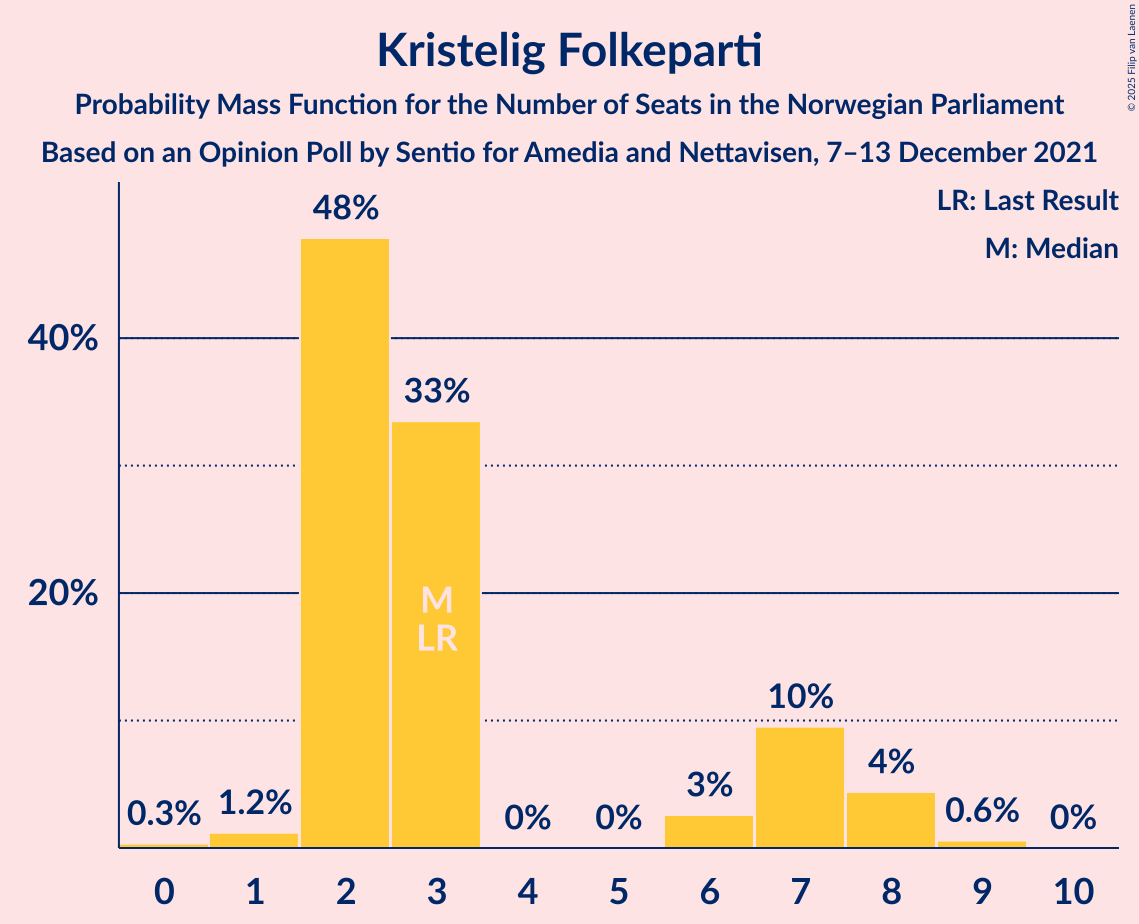 Kristelig Folkeparti
Probability Mass Function for the Number of Seats in the Norwegian Parliament
Based on an Opinion Poll by Sentio for Amedia and Nettavisen, 7–13 December 2021
© 2025 Filip van Laenen
LR: Last Result
M: Median
48%
40%
33%
20%
M
LR
10%
4%
3%
0.3%
1.2%
0%
0%
0.6%
0%
0 1 2 3 4 5 6 7 8 9 10